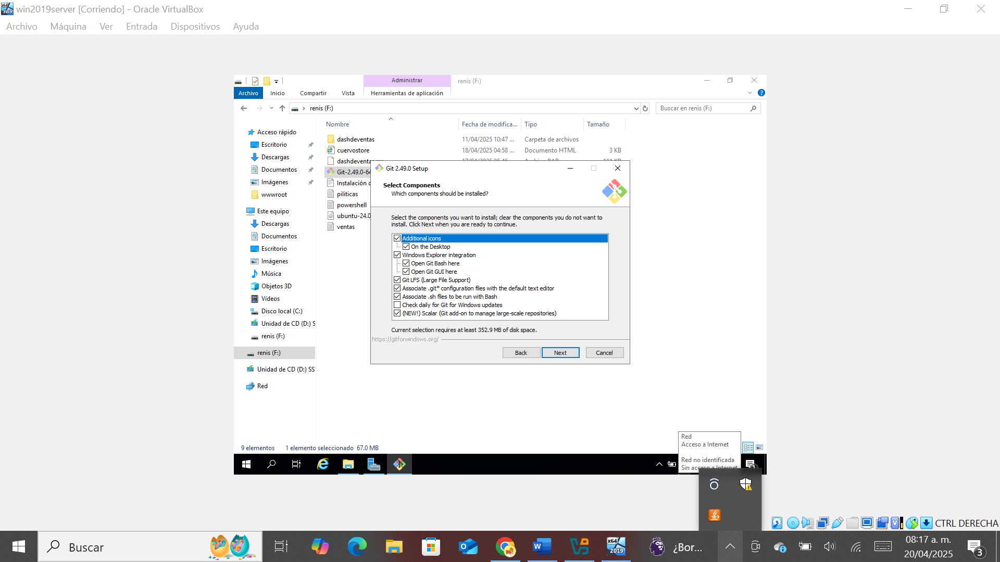 win2019server [Corriendo] - Oracle VirtualBox
Archivo Máquina Ver Entrada Dispositivos Ayuda
Administrar renis (F:)
Archivo Inicio Compartir Vista Herramientas de aplicación
renis (F:) Buscar en renis (F:)
Nombre Fecha de modifica... Tipo Tamaño
Acceso rápido
Escritorio
Descargas
Documentos
Imágenes
wwwroot
Este equipo
Descargas
Documentos
Escritorio
Imágenes
Música
Objetos 3D
Vídeos
Disco local (C:)
Unidad de CD (D:) S
renis (F:)
renis (F:)
Unidad de CD (D:) SS
Red
dashdeventas 11/04/2025 10:47 ... Carpeta de archivos
cuervostore 18/04/2025 04:58 ... Documento HTML 3 KB
dashdeventas
Git-2.49.0-64
Instalación
piliticas
powershell
ubuntu-24.0
ventas
Git 2.49.0 Setup
Select Components
Which components should be installed?
Select the components you want to install; clear the components you do not want to
install. Click Next when you are ready to continue.
Additional icons
On the Desktop
Windows Explorer integration
Open Git Bash here
Open Git GUI here
Git LFS (Large File Support)
Associate .git* configuration files with the default text editor
Associate .sh files to be run with Bash
Check daily for Git for Windows updates
(NEW!) Scalar (Git add-on to manage large-scale repositories)
Current selection requires at least 352.9 MB of disk space.
https://gitforwindows.org/
Back Next Cancel
9 elementos 1 elemento seleccionado 67.0 MB
Red
Acceso a Internet
Red no identificada
Sin acceso a Internet
CTRL DERECHA
Buscar
x64
2019
¿Bor...
08:17 a. m.
20/04/2025
3